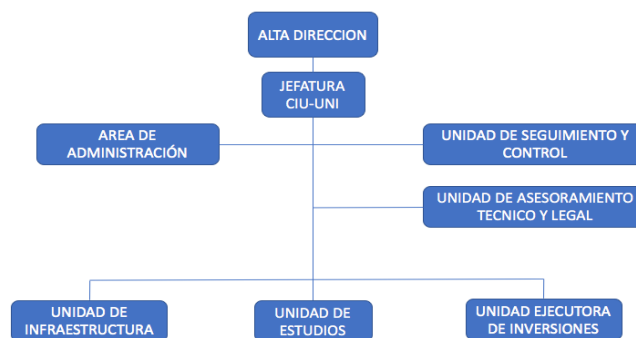 ALTA DIRECCION
JEFATURA
CIU-UNI
AREA DE
ADMINISTRACIÓN
UNIDAD DE SEGUIMIENTO Y
CONTROL
UNIDAD DE ASESORAMIENTO
TECNICO Y LEGAL
UNIDAD DE
INFRAESTRUCTURA
UNIDAD DE
ESTUDIOS
UNIDAD EJECUTORA
DE INVERSIONES